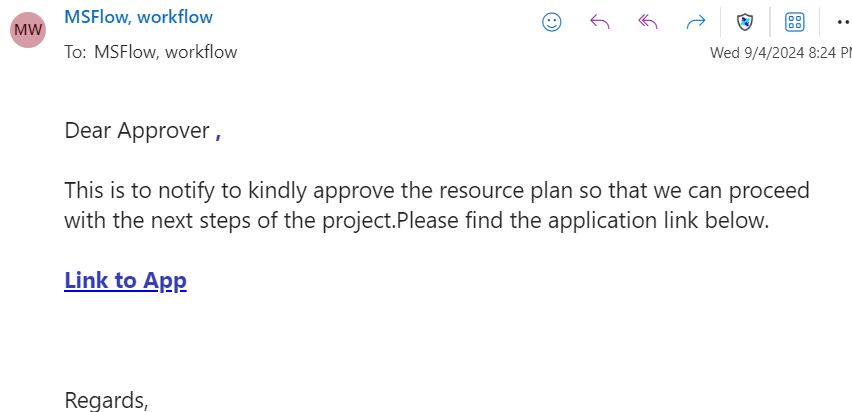 MW
MSFlow, workflow
To: MSFlow, workflow
Wed 9/4/2024 8:24 PM
Dear Approver ,
This is to notify to kindly approve the resource plan so that we can proceed
with the next steps of the project.Please find the application link below.
Link to App
Regards,